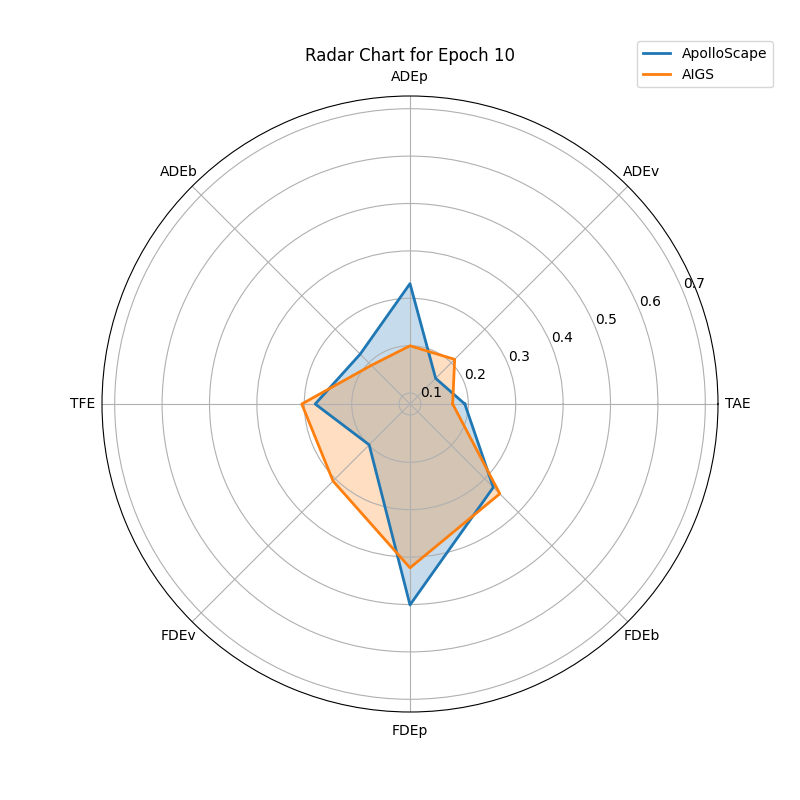 Radar Chart for Epoch 10
ApolloScape
AIGS
ADEp
ADEb
ADEv
0.7
0.6
0.5
0.4
0.3
0.2
0.1
TFE
TAE
FDEv
FDEb
FDEp